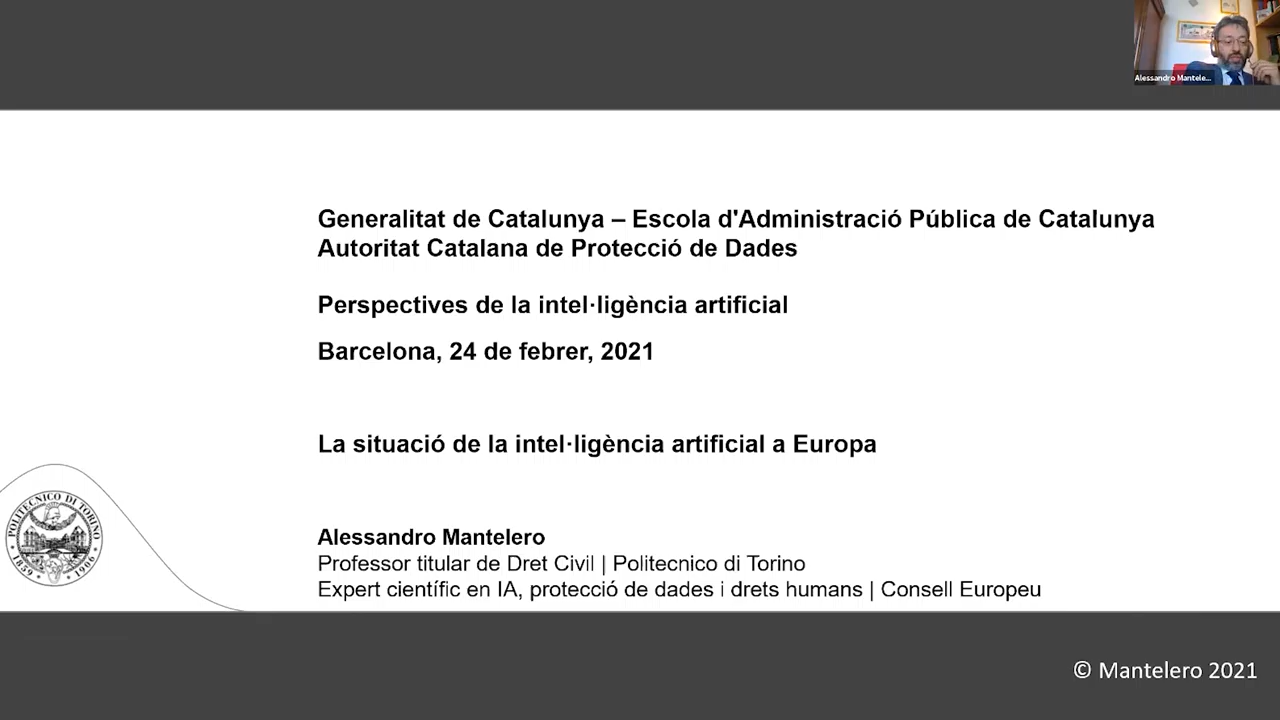 Alessandro Mantele...
Generalitat de Catalunya – Escola d'Administració Pública de Catalunya
Autoritat Catalana de Protecció de Dades
Perspectives de la intel·ligència artificial
Barcelona, 24 de febrer, 2021
La situació de la intel·ligència artificial a Europa
POLITECNICO DI TORINO
1859 1906
Alessandro Mantelero
Professor titular de Dret Civil | Politecnico di Torino
Expert científic en IA, protecció de dades i drets humans | Consell Europeu
© Mantelero 2021